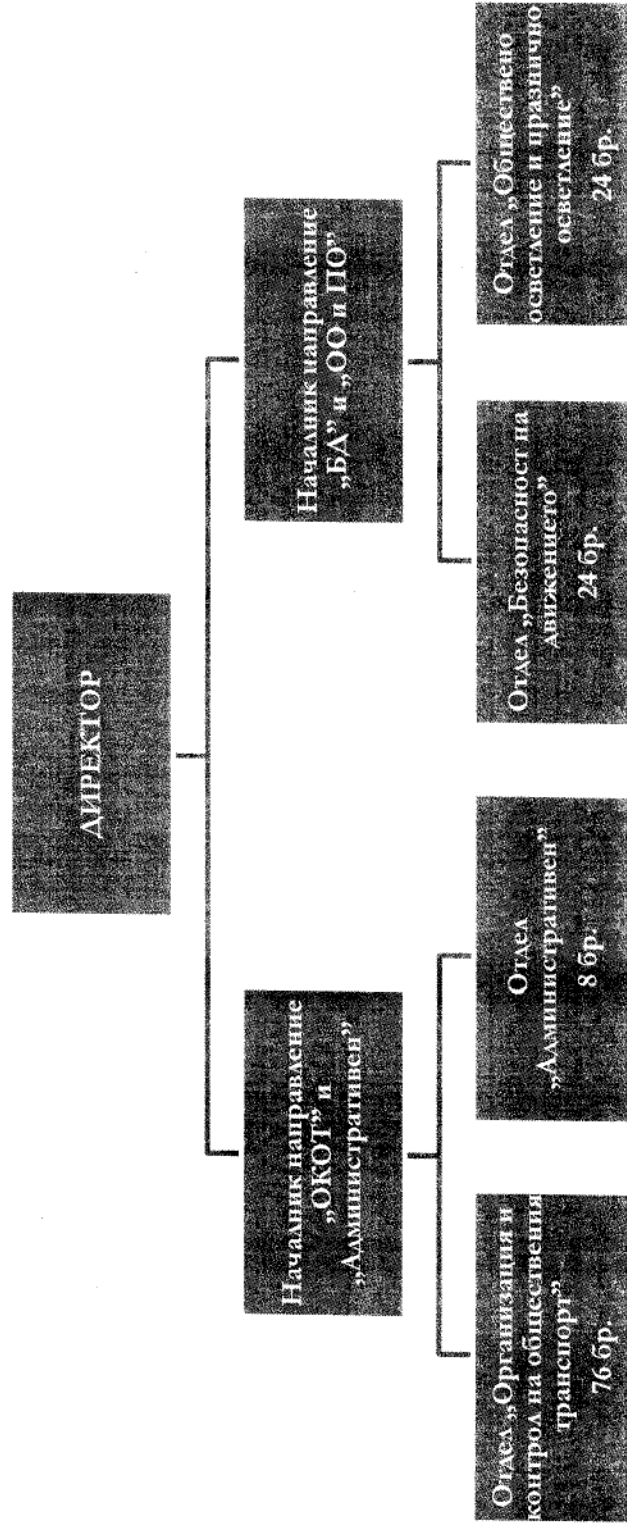 ДИРЕКТОР
Началник направление
„ОКОТ” и
„Административен”
Началник направление
„БД” и „ОО и ПО”
Отдел „Организация и
контрол на обществения
транспорт”
76 бр.
Отдел
„Административен”
8 бр.
Отдел „Безопасност на
движението”
24 бр.
Отдел „Обществено
осветление и празнично
осветление”
24 бр.